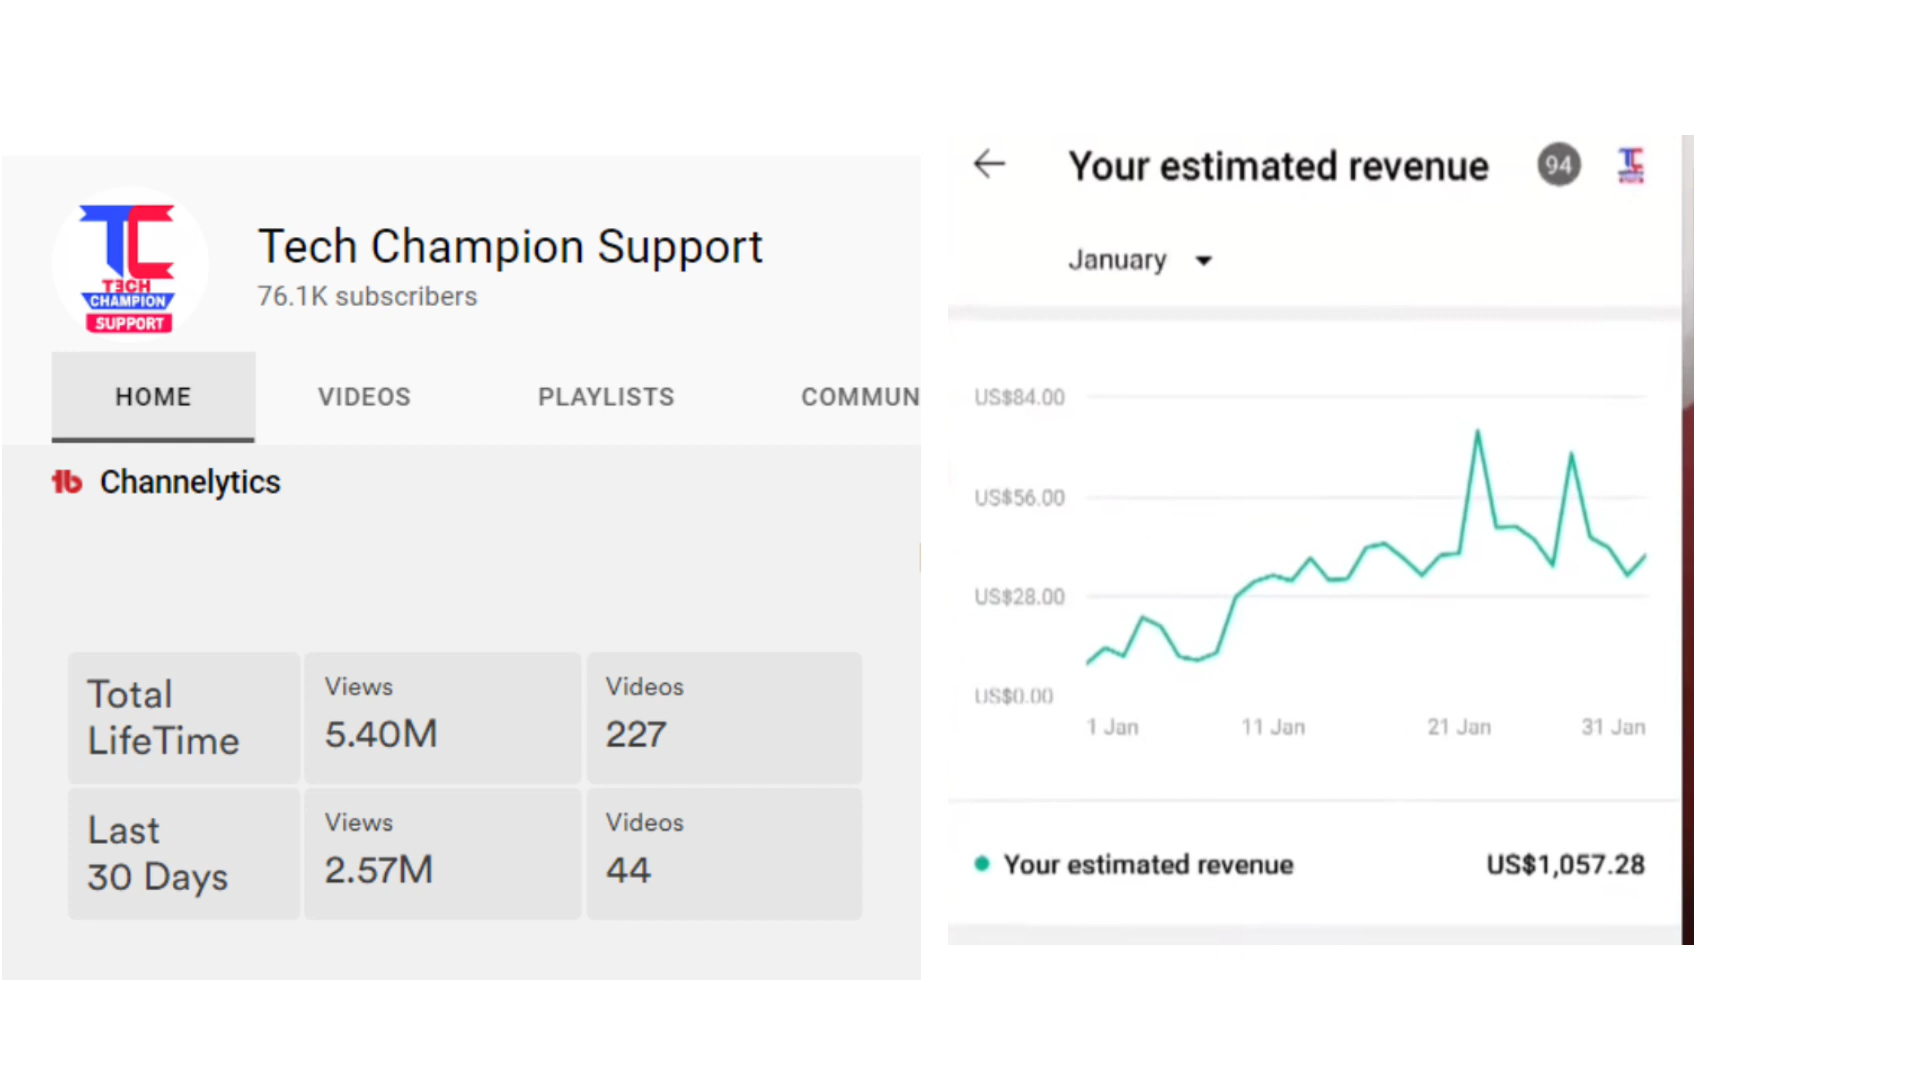 TC
TECH
CHAMPION
SUPPORT
Tech Champion Support
76.1K subscribers
HOME
VIDEOS
PLAYLISTS
COMMUN
tb Channelytics
Total
LifeTime
Views
5.40M
Videos
227
Last
30 Days
Views
2.57M
Videos
44
Your estimated revenue
94
TC
January
US$84.00
US$56.00
US$28.00
US$0.00
1 Jan
11 Jan
21 Jan
31 Jan
Your estimated revenue
US$1,057.28